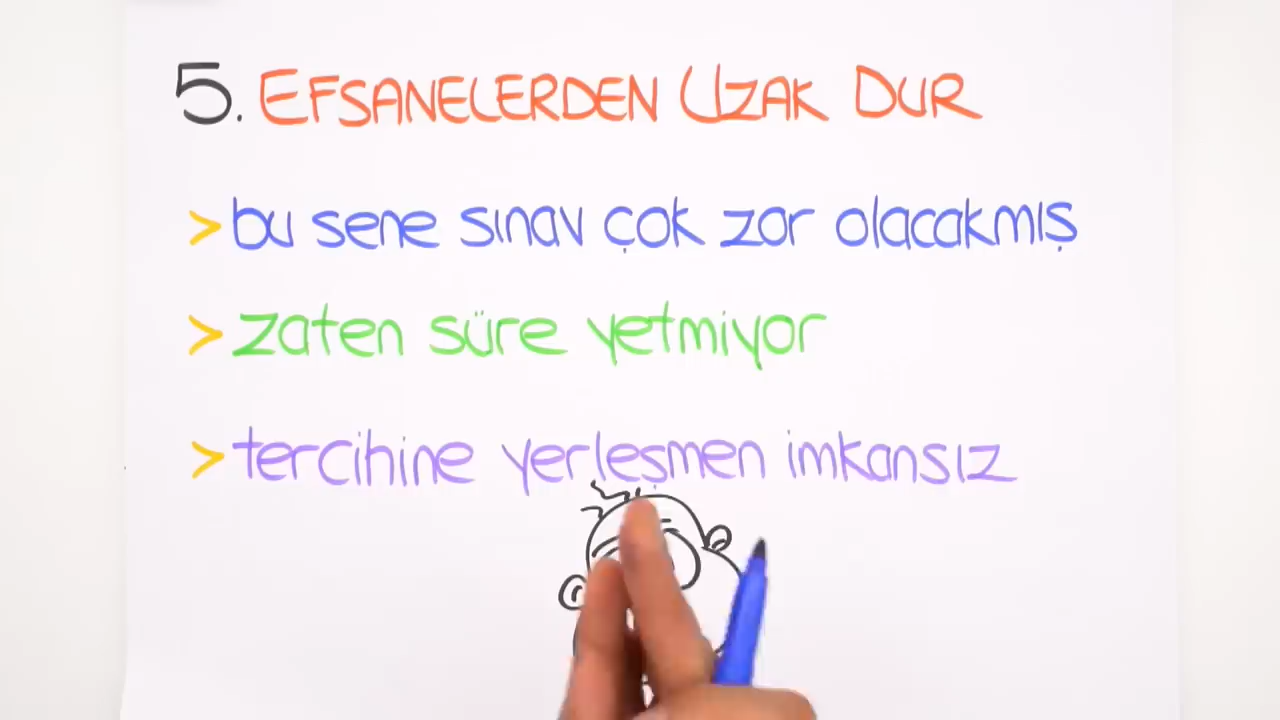 5. EFSANELERDEN UZAK DUR
> bu sene sınav çok zor olacakmış
> zaten süre yetmiyor
> tercihine yerleşmen imkansız